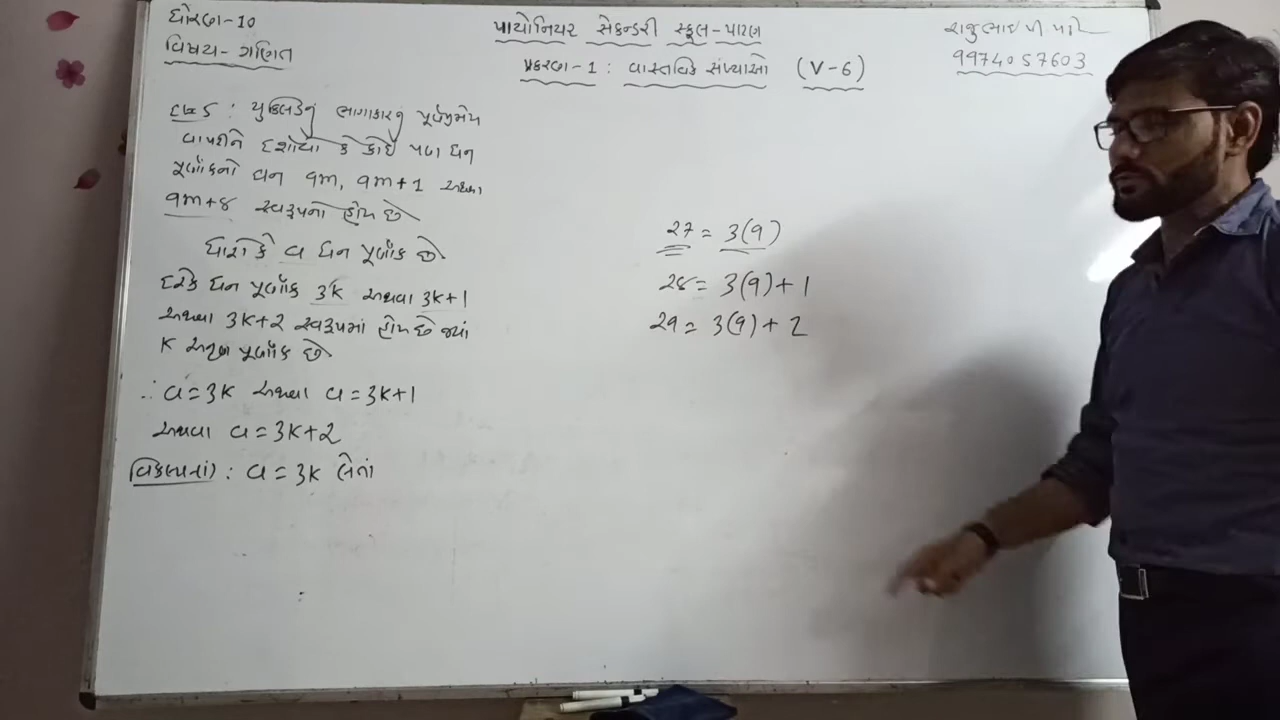 ધોરણ-10
વિષય- ગણિત
પાયોનિયર સેકન્ડરી સ્કૂલ-પાટણ
પ્રકરણ-1 : વાસ્તવિક સંખ્યાઓ (V-6)
રાજુભાઇ પી
9974057603
દાખ 5 : યુક્લિડનું ભાગાકારનું પૂર્વપ્રમેય
વાપરીને દર્શાવો કે કોઈ પણ ધન
પૂર્ણાંકનો ઘન 9m, 9m+1 અથવા
9m+8 સ્વરૂપનો હોય છે
ધારો કે a ધન પૂર્ણાંક છે
દરેક ધન પૂર્ણાંક 3K અથવા 3K+1
અથવા 3K+2 સ્વરૂપમાં હોય છે જ્યાં
K અનૃણ પૂર્ણાંક છે
∴ a=3K અથવા a=3K+1
અથવા a=3K+2
: a=3K લેતાં
27 = 3(9)
28 = 3(9)+1
29 = 3(9)+2